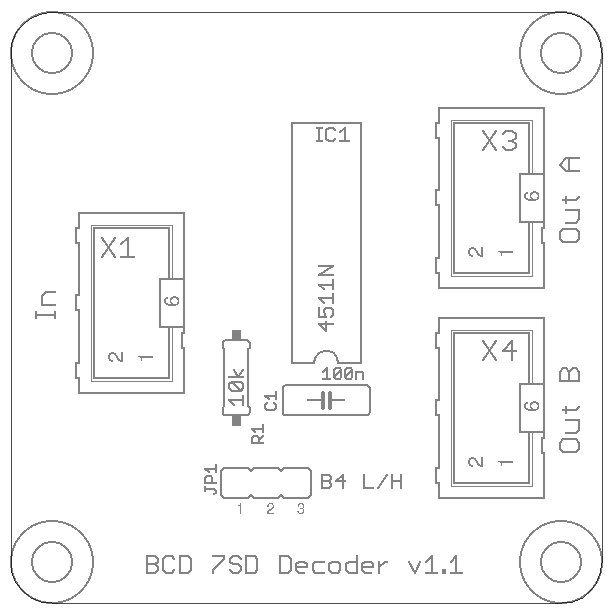 IC1
4511N
X3
6
2 1
Out A
X1
6
2 1
In
X4
6
2 1
Out B
10k
R1
100n
C1
JP1
B4 L/H
1 2 3
BCD 7SD Decoder v1.1